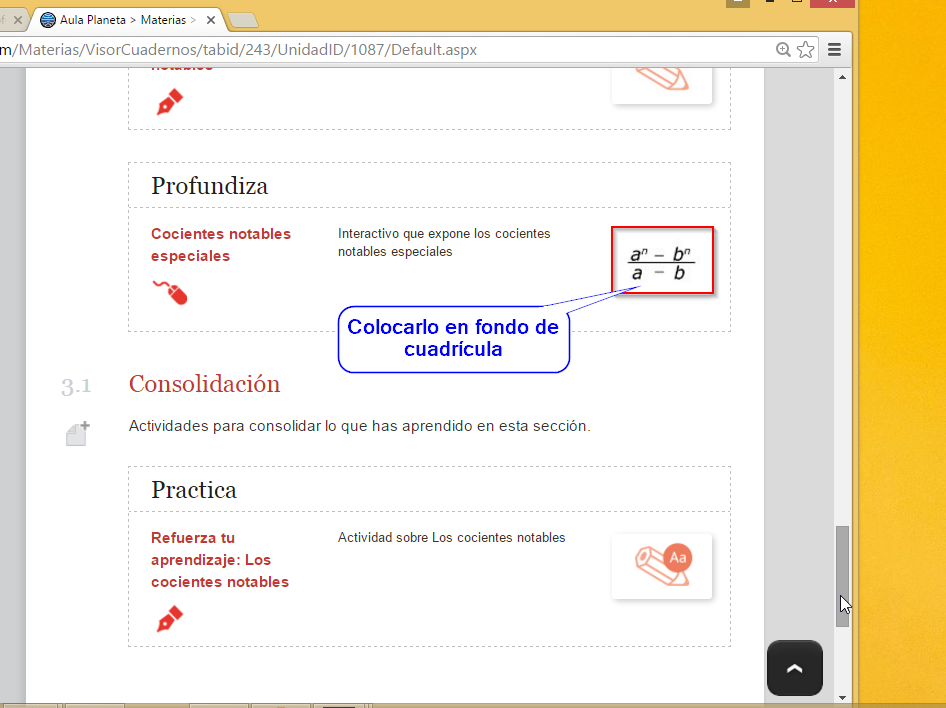 Aula Planeta > Materias >
m/Materias/VisorCuadernos/tabid/243/UnidadID/1087/Default.aspx
notables
Profundiza
Cocientes notables
especiales
Interactivo que expone los cocientes
notables especiales
aⁿ − bⁿ
a − b
Colocarlo en fondo de
cuadrícula
3.1
Consolidación
Actividades para consolidar lo que has aprendido en esta sección.
Practica
Refuerza tu
aprendizaje: Los
cocientes notables
Actividad sobre Los cocientes notables
Aa